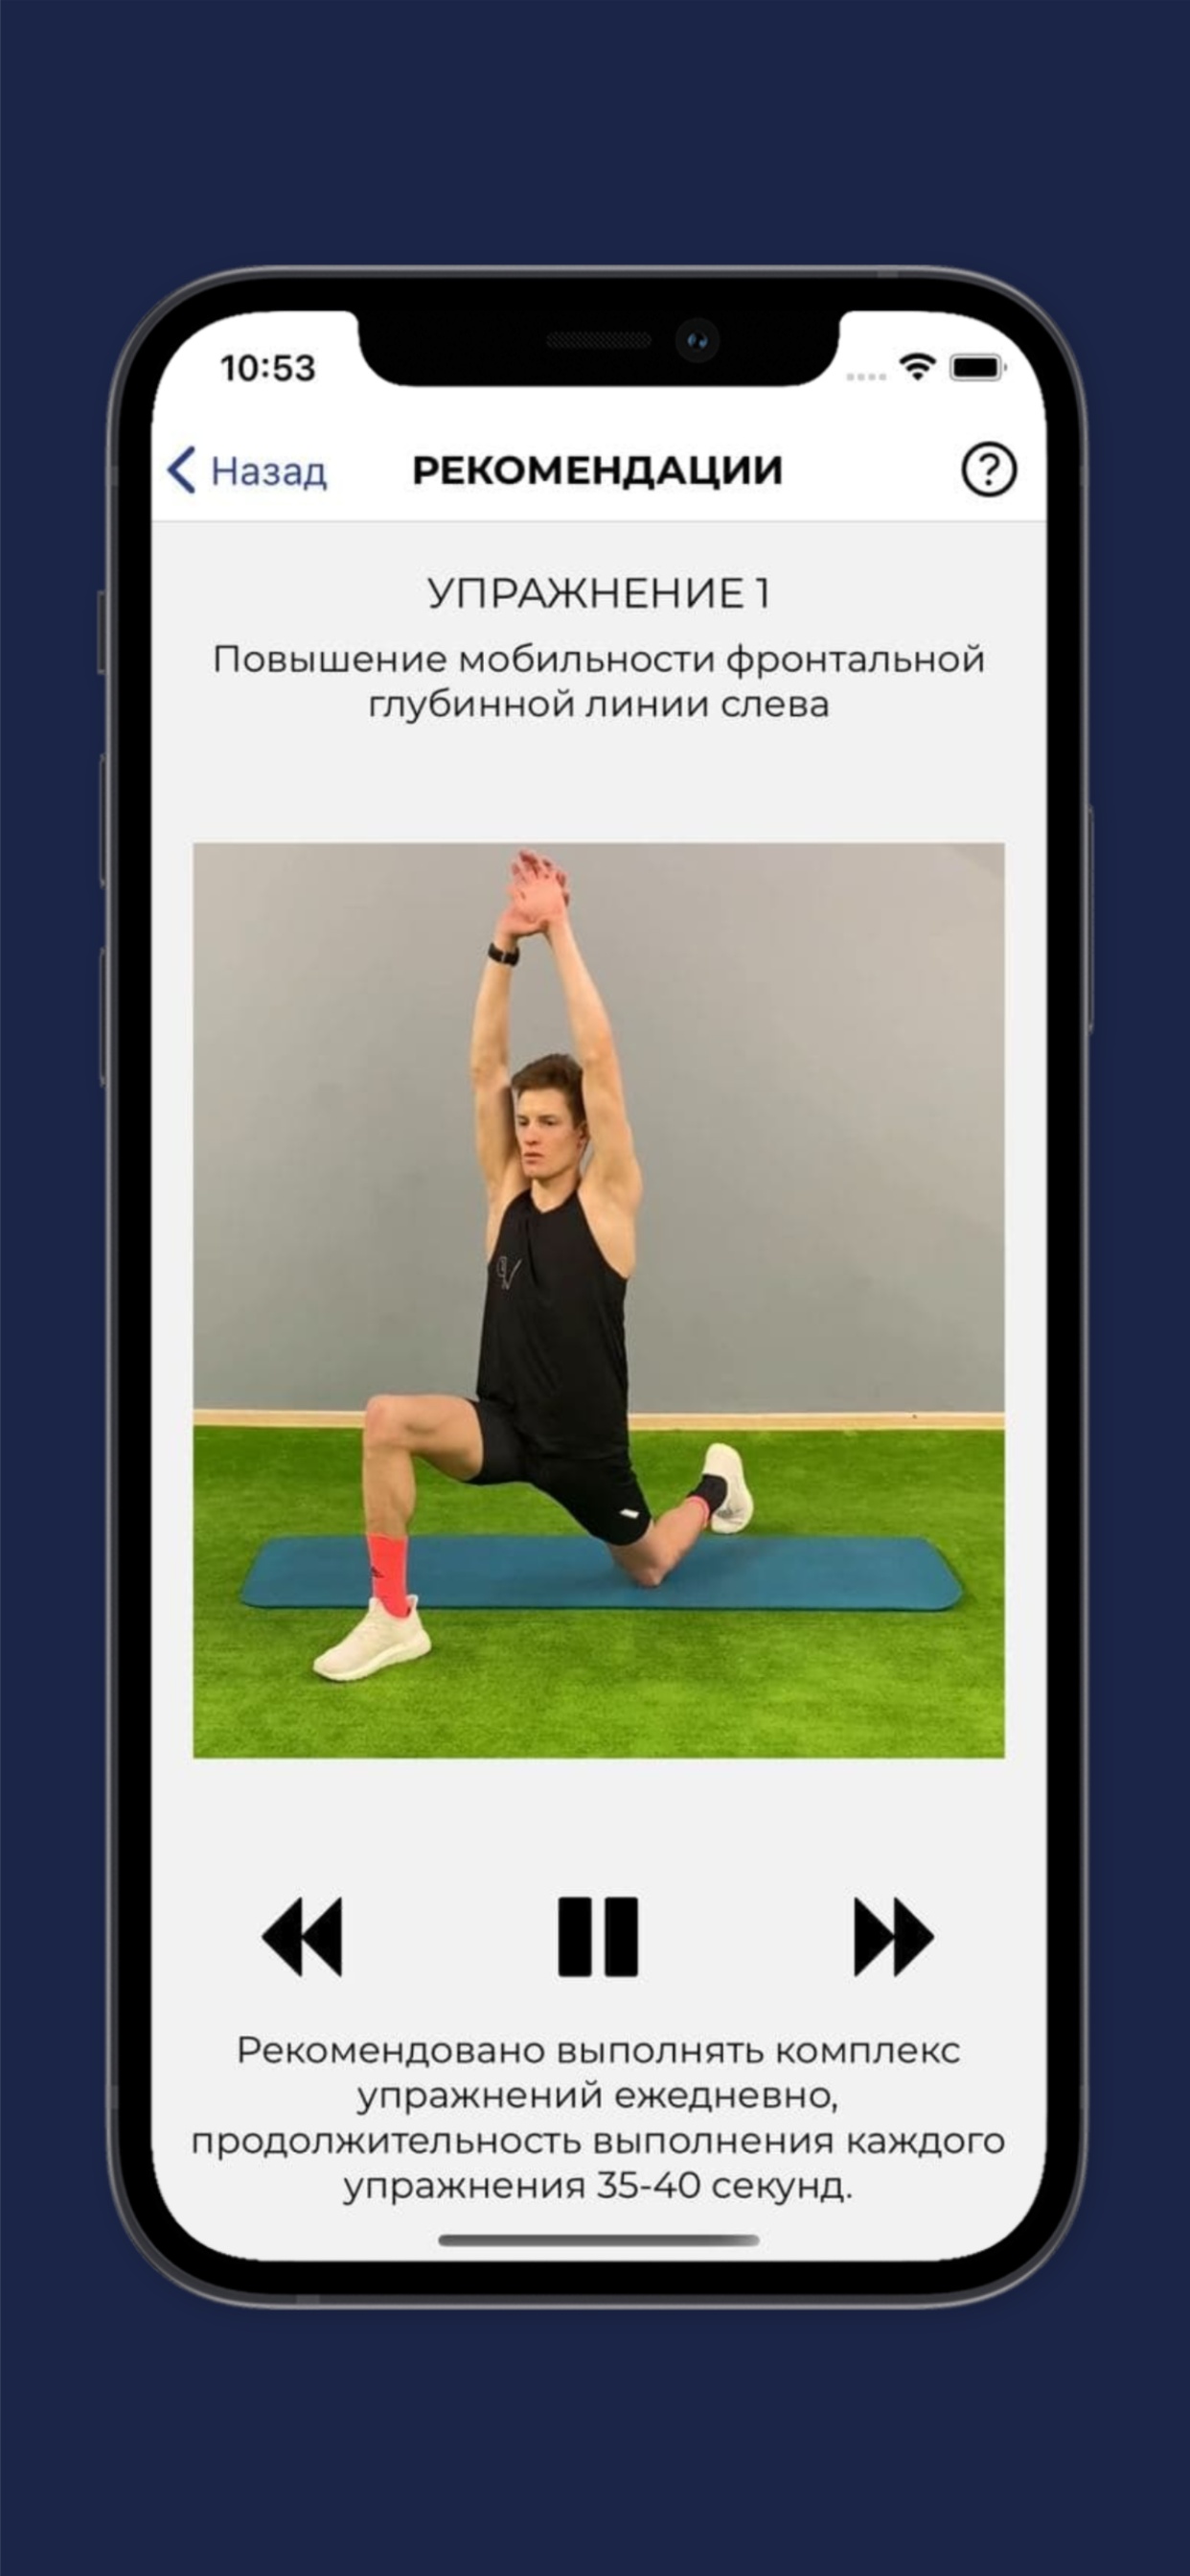 10:53
Назад
РЕКОМЕНДАЦИИ
?
УПРАЖНЕНИЕ 1
Повышение мобильности фронтальной
глубинной линии слева
Рекомендовано выполнять комплекс
упражнений ежедневно,
продолжительность выполнения каждого
упражнения 35-40 секунд.